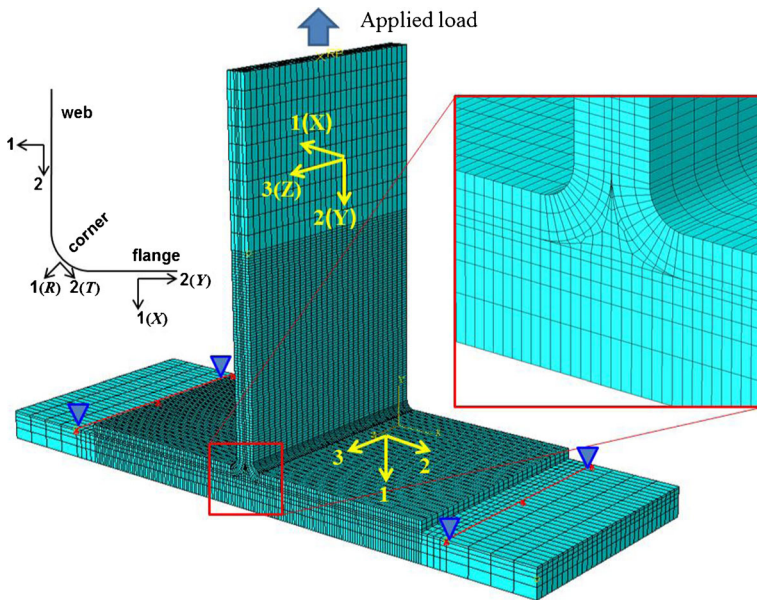 Applied load
web
1
2
corner
flange
1(R) 2(T)
2(Y)
1(X)
1(X)
3(Z)
2(Y)
3
2
1